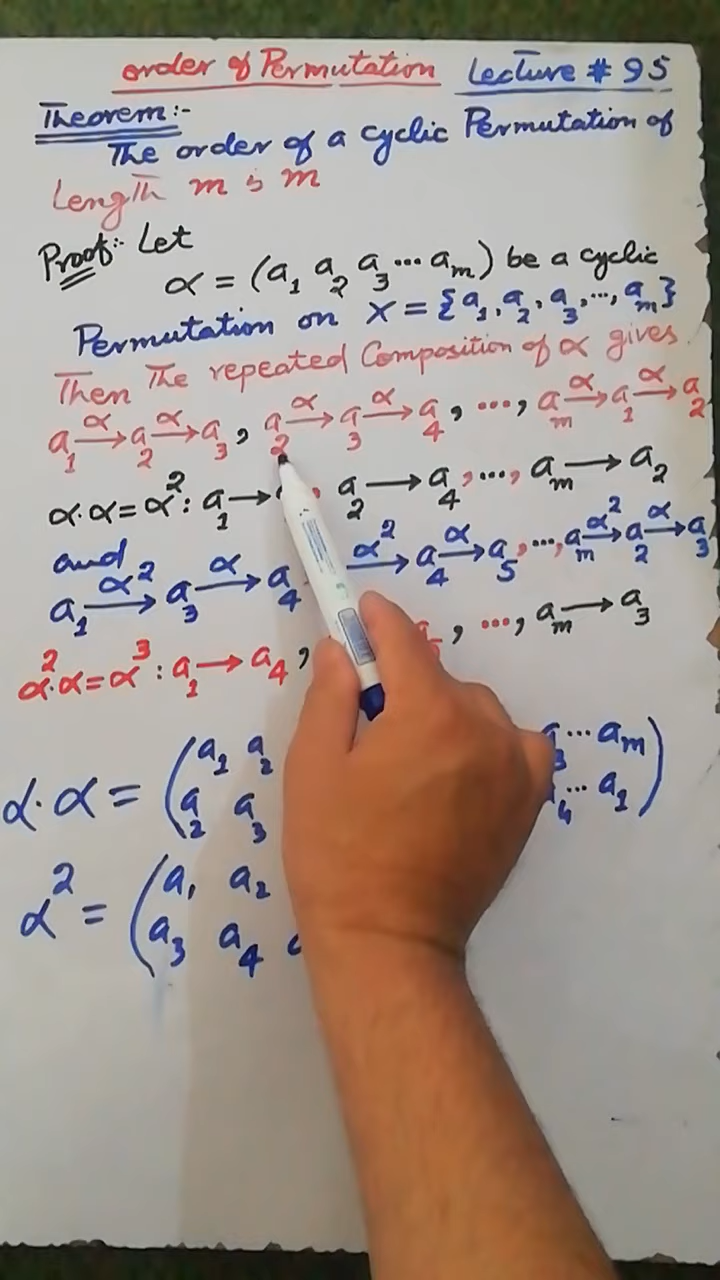 order of Permutation Lecture # 95
Theorem:-
The order of a cyclic Permutation of
Length m is m
Proof:- Let
α = (a₁ a₂ a₃ ... aₘ) be a cyclic
Permutation on X = {a₁, a₂, a₃, ..., aₘ}
Then The repeated Composition of α gives
a₁ –α→ a₂ –α→ a₃, a₂ –α→ a₃ –α→ a₄, ..., aₘ –α→ a₁ –α→ a₂
α.α = α² : a₁ → , a₂ → a₄, ..., aₘ → a₂
and
a₁ –α²→ a₃ –α→ a₄ –α²→ a₄ –α→ a₅, ..., aₘ –α²→ a₂ –α→ a₃
α².α = α³ : a₁ → a₄, a₅, ..., aₘ → a₃
α.α = (a₁ a₂ a₃ ... aₘ)
a₂ a₃ a₄ ... a₁
α² = (a₁ a₂
a₃ a₄